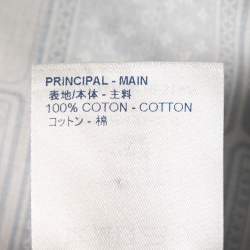 PRINCIPAL - MAIN
表地/本体 - 主料
100% COTON - COTTON
コットン - 棉